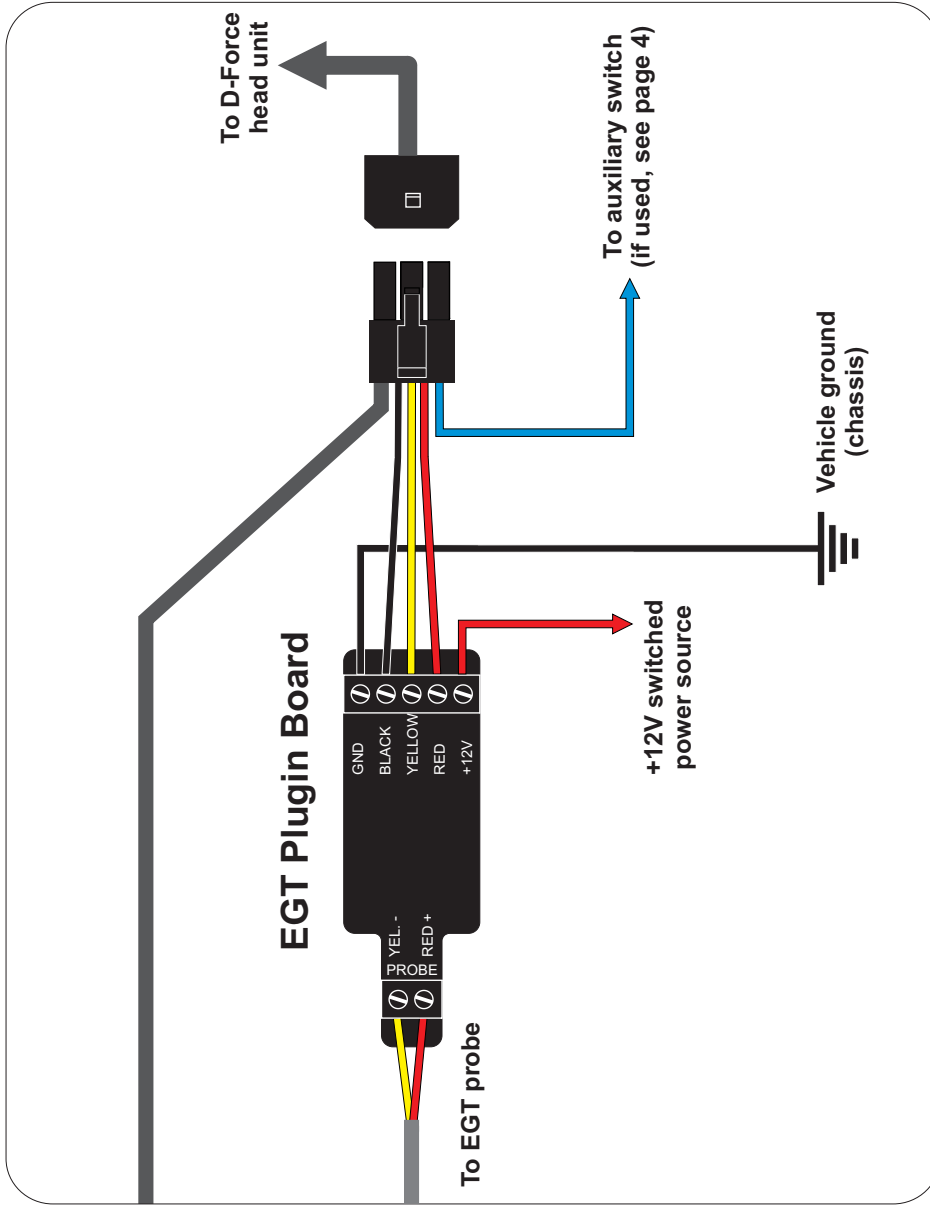 To D-Force
head unit
To auxiliary switch
(if used, see page 4)
Vehicle ground
(chassis)
+12V switched
power source
EGT Plugin Board
GND
BLACK
YELLOW
RED
+12V
YEL. -
RED +
PROBE
To EGT probe